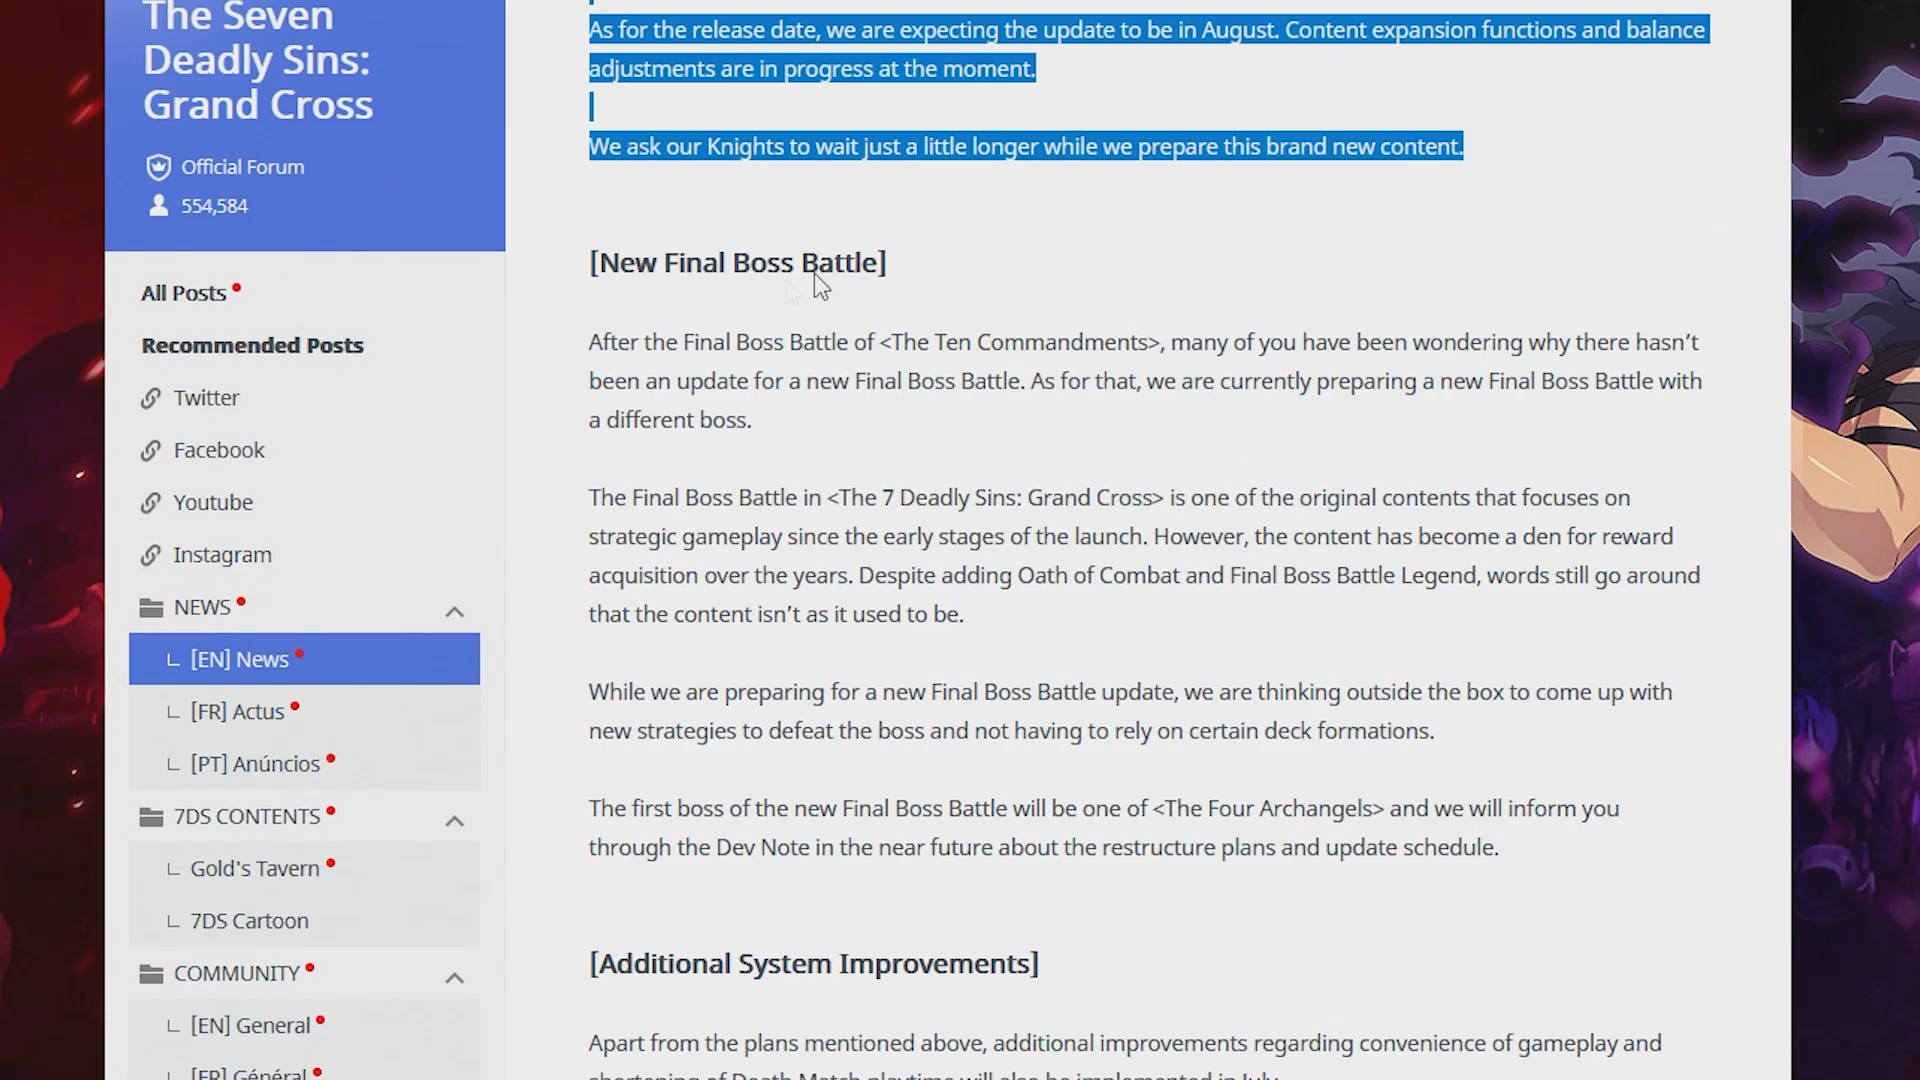 The Seven
Deadly Sins:
Grand Cross
Official Forum
554,584
All Posts
Recommended Posts
Twitter
Facebook
Youtube
Instagram
NEWS
[EN] News
[FR] Actus
[PT] Anúncios
7DS CONTENTS
Gold's Tavern
7DS Cartoon
COMMUNITY
[EN] General
[FR] Général
As for the release date, we are expecting the update to be in August. Content expansion functions and balance
adjustments are in progress at the moment.
We ask our Knights to wait just a little longer while we prepare this brand new content.
[New Final Boss Battle]
After the Final Boss Battle of <The Ten Commandments>, many of you have been wondering why there hasn’t
been an update for a new Final Boss Battle. As for that, we are currently preparing a new Final Boss Battle with
a different boss.
The Final Boss Battle in <The 7 Deadly Sins: Grand Cross> is one of the original contents that focuses on
strategic gameplay since the early stages of the launch. However, the content has become a den for reward
acquisition over the years. Despite adding Oath of Combat and Final Boss Battle Legend, words still go around
that the content isn’t as it used to be.
While we are preparing for a new Final Boss Battle update, we are thinking outside the box to come up with
new strategies to defeat the boss and not having to rely on certain deck formations.
The first boss of the new Final Boss Battle will be one of <The Four Archangels> and we will inform you
through the Dev Note in the near future about the restructure plans and update schedule.
[Additional System Improvements]
Apart from the plans mentioned above, additional improvements regarding convenience of gameplay and
shortening of Death Match playtime will also be implemented in July.